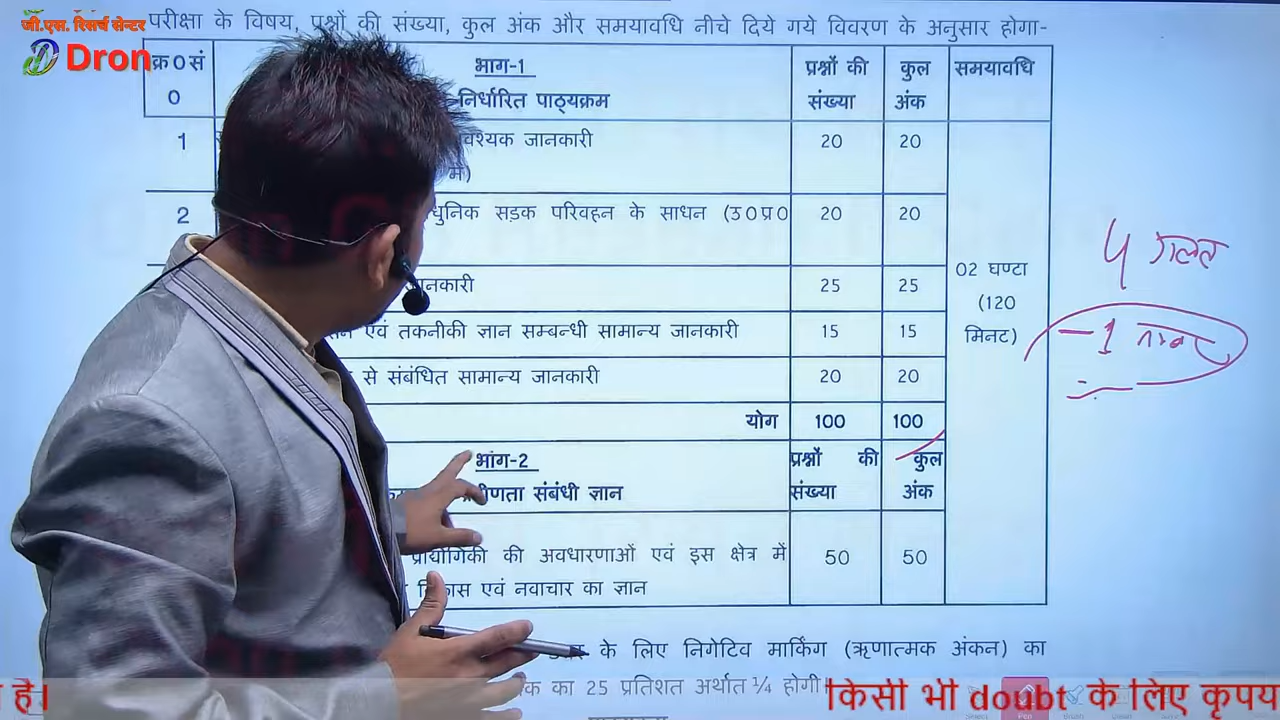 परीक्षा के विषय, प्रश्नों की संख्या, कुल अंक और समयावधि नीचे दिये गये विवरण के अनुसार होगा-
जी.एस. रिसर्च सेन्टर
Dron
क्र0सं0
भाग-1
निर्धारित पाठ्यक्रम
प्रश्नों की संख्या
कुल अंक
समयावधि
1
जानकारी
में)
20
20
2
सड़क परिवहन के साधन (उ0प्र0
20
20
25
25
02 घण्टा
(120
मिनट)
एवं तकनीकी ज्ञान सम्बन्धी सामान्य जानकारी
15
15
से संबंधित सामान्य जानकारी
20
20
योग
100
100
भांग-2
संबंधी ज्ञान
प्रश्नों की संख्या
कुल अंक
की अवधारणाओं एवं इस क्षेत्र में
एवं नवाचार का ज्ञान
50
50
4 गलत
-1 नम्बर
के लिए निगेटिव मार्किंग (ऋणात्मक अंकन) का
का 25 प्रतिशत अर्थात ¼ होगी
है।
किसी भी doubt के लिए कृपय